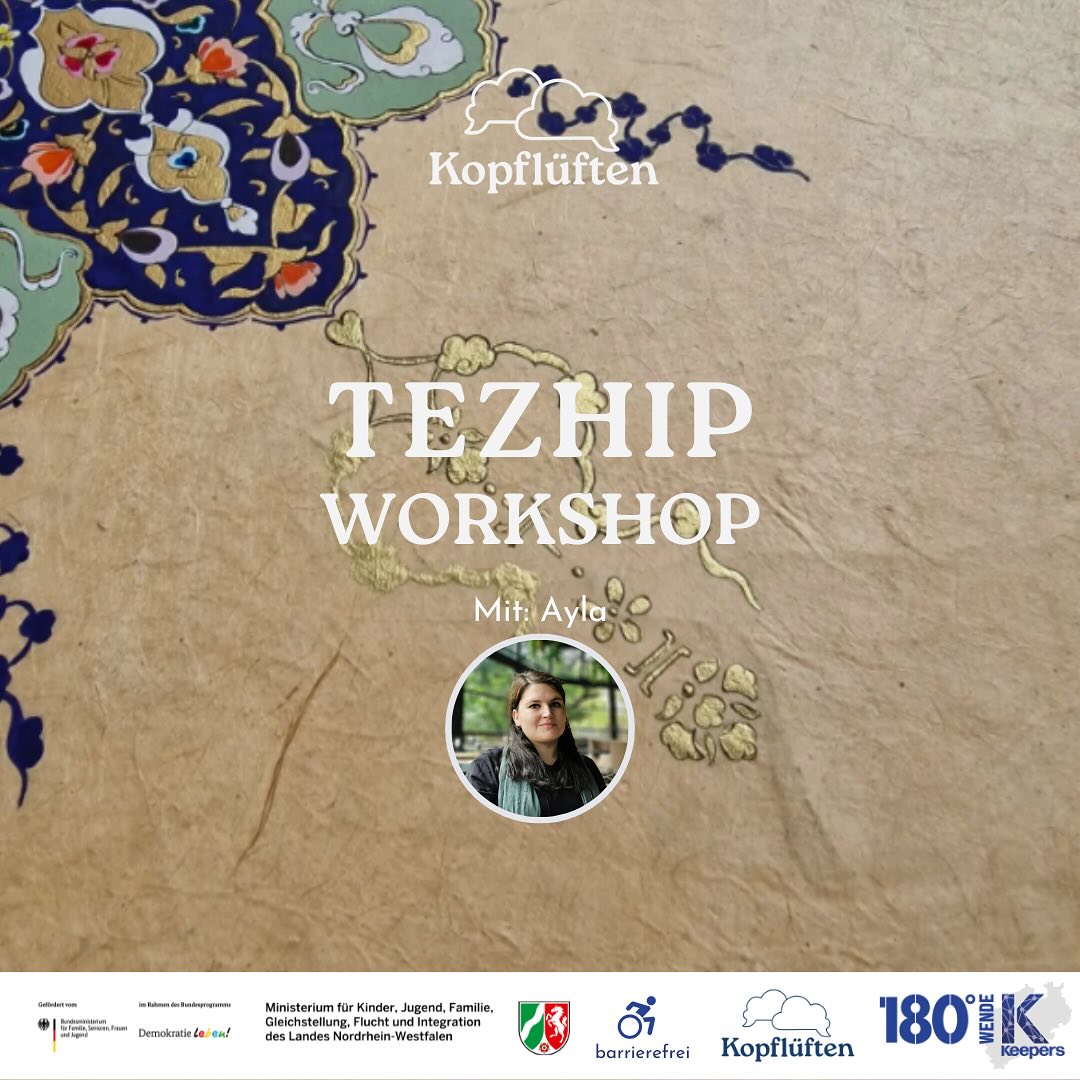 Kopflüften
TEZHIP
WORKSHOP
Mit: Ayla
Gefördert vom
Bundesministerium
für Familie, Senioren, Frauen
und Jugend
im Rahmen des Bundesprogramms
Demokratie leben!
Ministerium für Kinder, Jugend, Familie,
Gleichstellung, Flucht und Integration
des Landes Nordrhein-Westfalen
barrierefrei
Kopflüften
180°
WENDE
K
Keepers